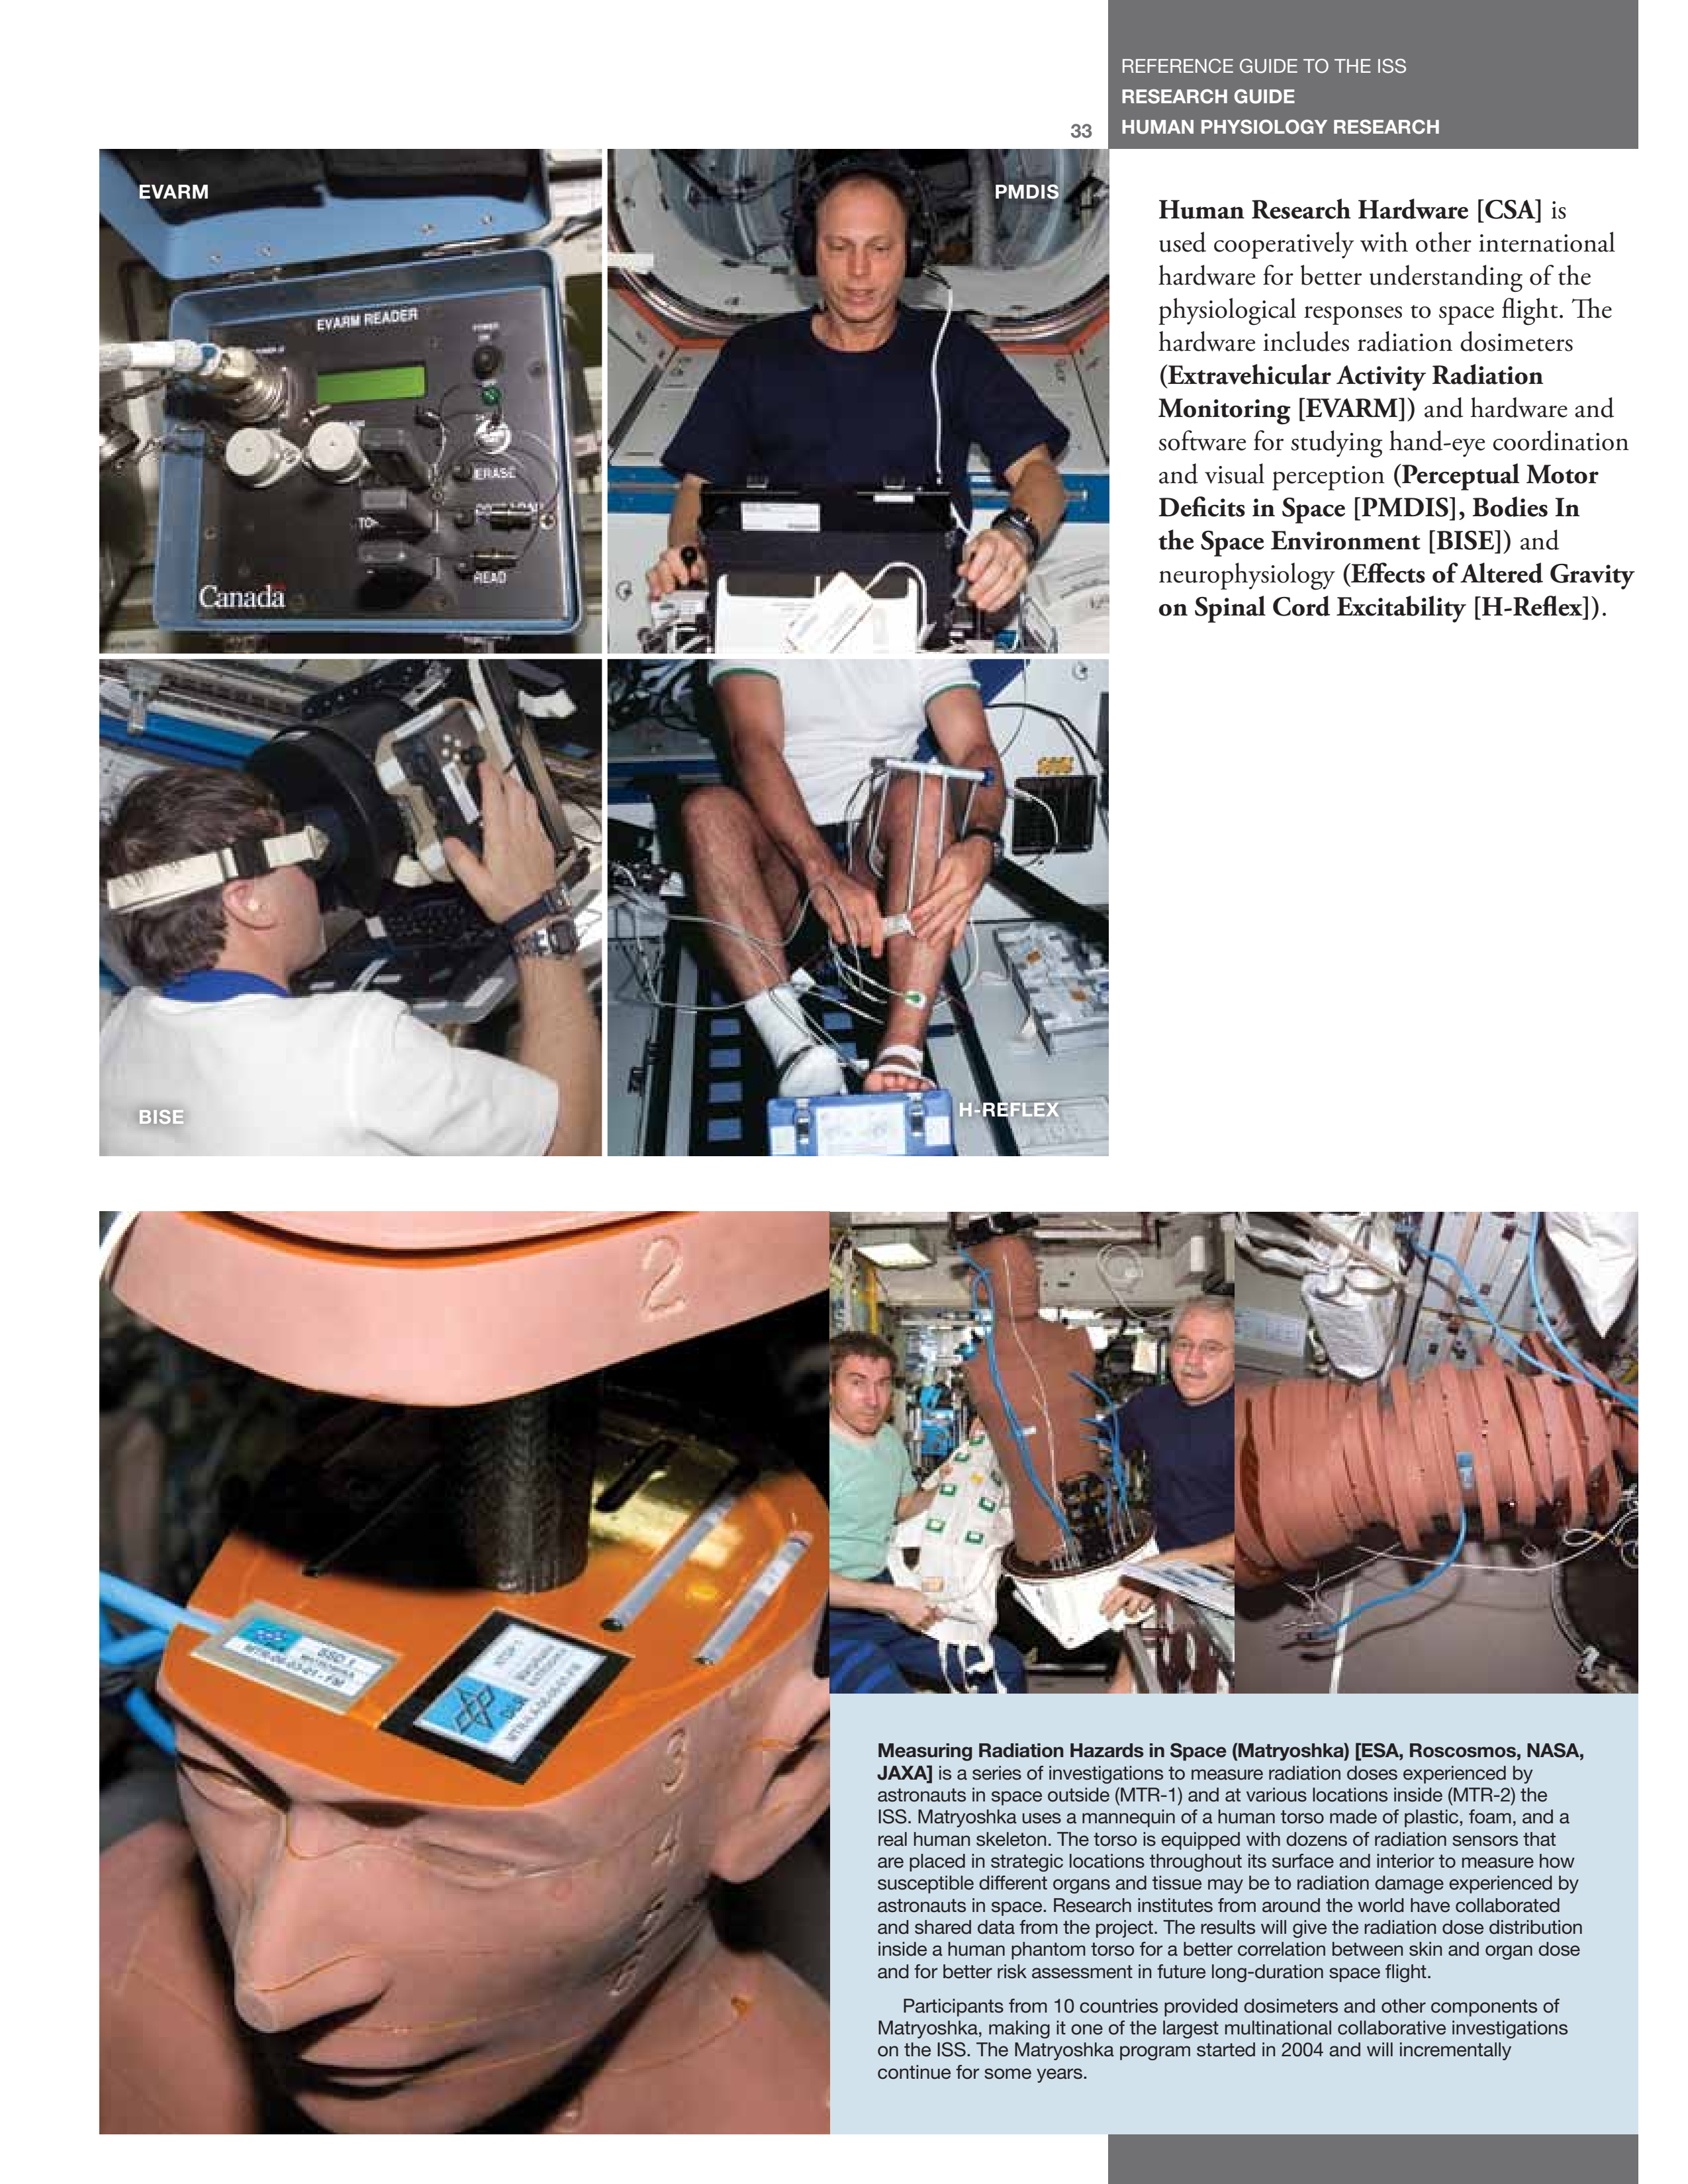 REFERENCE GUIDE TO THE ISS
RESEARCH GUIDE
HUMAN PHYSIOLOGY RESEARCH
33
EVARM
EVARM READER
POWER
ON
ERASE
READ
Canada
PMDIS
BISE
H-REFLEX
Human Research Hardware [CSA] is
used cooperatively with other international
hardware for better understanding of the
physiological responses to space flight. The
hardware includes radiation dosimeters
(Extravehicular Activity Radiation
Monitoring [EVARM]) and hardware and
software for studying hand-eye coordination
and visual perception (Perceptual Motor
Deficits in Space [PMDIS], Bodies In
the Space Environment [BISE]) and
neurophysiology (Effects of Altered Gravity
on Spinal Cord Excitability [H-Reflex]).
2
3
4
Measuring Radiation Hazards in Space (Matryoshka) [ESA, Roscosmos, NASA,
JAXA] is a series of investigations to measure radiation doses experienced by
astronauts in space outside (MTR-1) and at various locations inside (MTR-2) the
ISS. Matryoshka uses a mannequin of a human torso made of plastic, foam, and a
real human skeleton. The torso is equipped with dozens of radiation sensors that
are placed in strategic locations throughout its surface and interior to measure how
susceptible different organs and tissue may be to radiation damage experienced by
astronauts in space. Research institutes from around the world have collaborated
and shared data from the project. The results will give the radiation dose distribution
inside a human phantom torso for a better correlation between skin and organ dose
and for better risk assessment in future long-duration space flight.
Participants from 10 countries provided dosimeters and other components of
Matryoshka, making it one of the largest multinational collaborative investigations
on the ISS. The Matryoshka program started in 2004 and will incrementally
continue for some years.